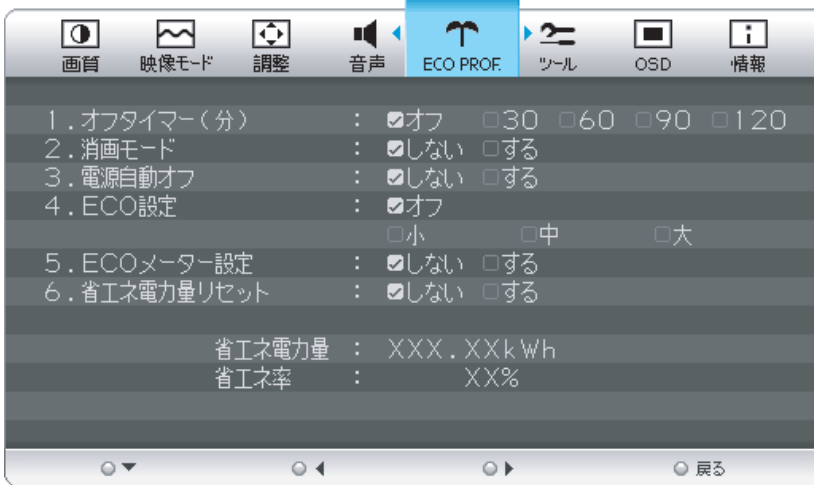 画質 映像モード 調整 音声 ECO PROF. ツール OSD 情報
1.オフタイマー(分) : オフ 30 60 90 120
2.消画モード : しない する
3.電源自動オフ : しない する
4.ECO設定 : オフ
小 中 大
5.ECOメーター設定 : しない する
6.省エネ電力量リセット : しない する
省エネ電力量 : XXX.XXkWh
省エネ率 : XX%
戻る